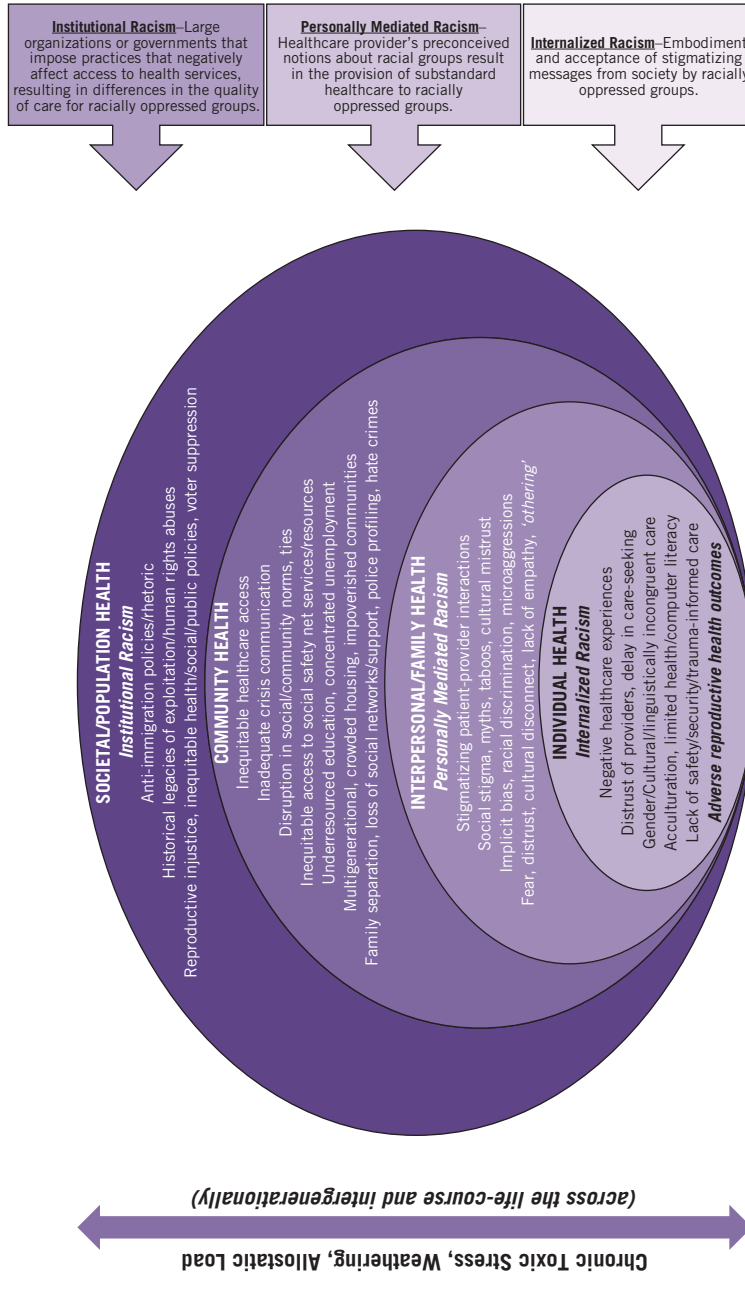 Institutional Racism–Large
organizations or governments that
impose practices that negatively
affect access to health services,
resulting in differences in the quality
of care for racially oppressed groups.
Personally Mediated Racism–
Healthcare provider's preconceived
notions about racial groups result
in the provision of substandard
healthcare to racially
oppressed groups.
Internalized Racism–Embodiment
and acceptance of stigmatizing
messages from society by racially
oppressed groups.
SOCIETAL/POPULATION HEALTH
Institutional Racism
Anti-immigration policies/rhetoric
Historical legacies of exploitation/human rights abuses
Reproductive injustice, inequitable health/social/public policies, voter suppression
COMMUNITY HEALTH
Inequitable healthcare access
Inadequate crisis communication
Disruption in social/community norms, ties
Inequitable access to social safety net services/resources
Underresourced education, concentrated unemployment
Multigenerational, crowded housing, impoverished communities
Family separation, loss of social networks/support, police profiling, hate crimes
INTERPERSONAL/FAMILY HEALTH
Personally Mediated Racism
Stigmatizing patient-provider interactions
Social stigma, myths, taboos, cultural mistrust
Implicit bias, racial discrimination, microaggressions
Fear, distrust, cultural disconnect, lack of empathy, 'othering'
INDIVIDUAL HEALTH
Internalized Racism
Negative healthcare experiences
Distrust of providers, delay in care-seeking
Gender/Cultural/linguistically incongruent care
Acculturation, limited health/computer literacy
Lack of safety/security/trauma-informed care
Adverse reproductive health outcomes
Chronic Toxic Stress, Weathering, Allostatic Load
(across the life-course and intergenerationally)